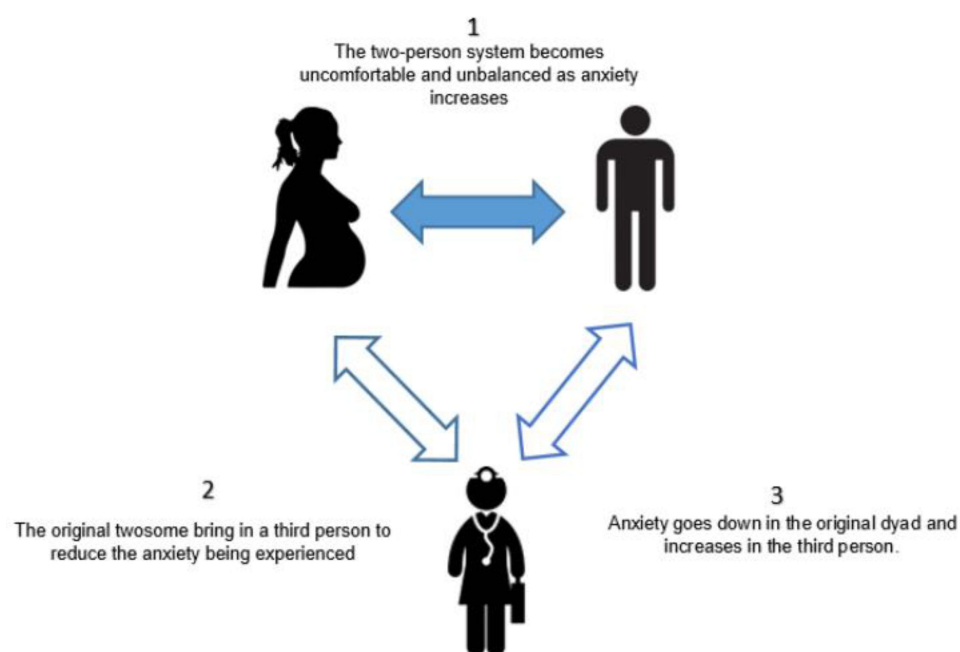 1
The two-person system becomes
uncomfortable and unbalanced as anxiety
increases
2
The original twosome bring in a third person to
reduce the anxiety being experienced
3
Anxiety goes down in the original dyad and
increases in the third person.